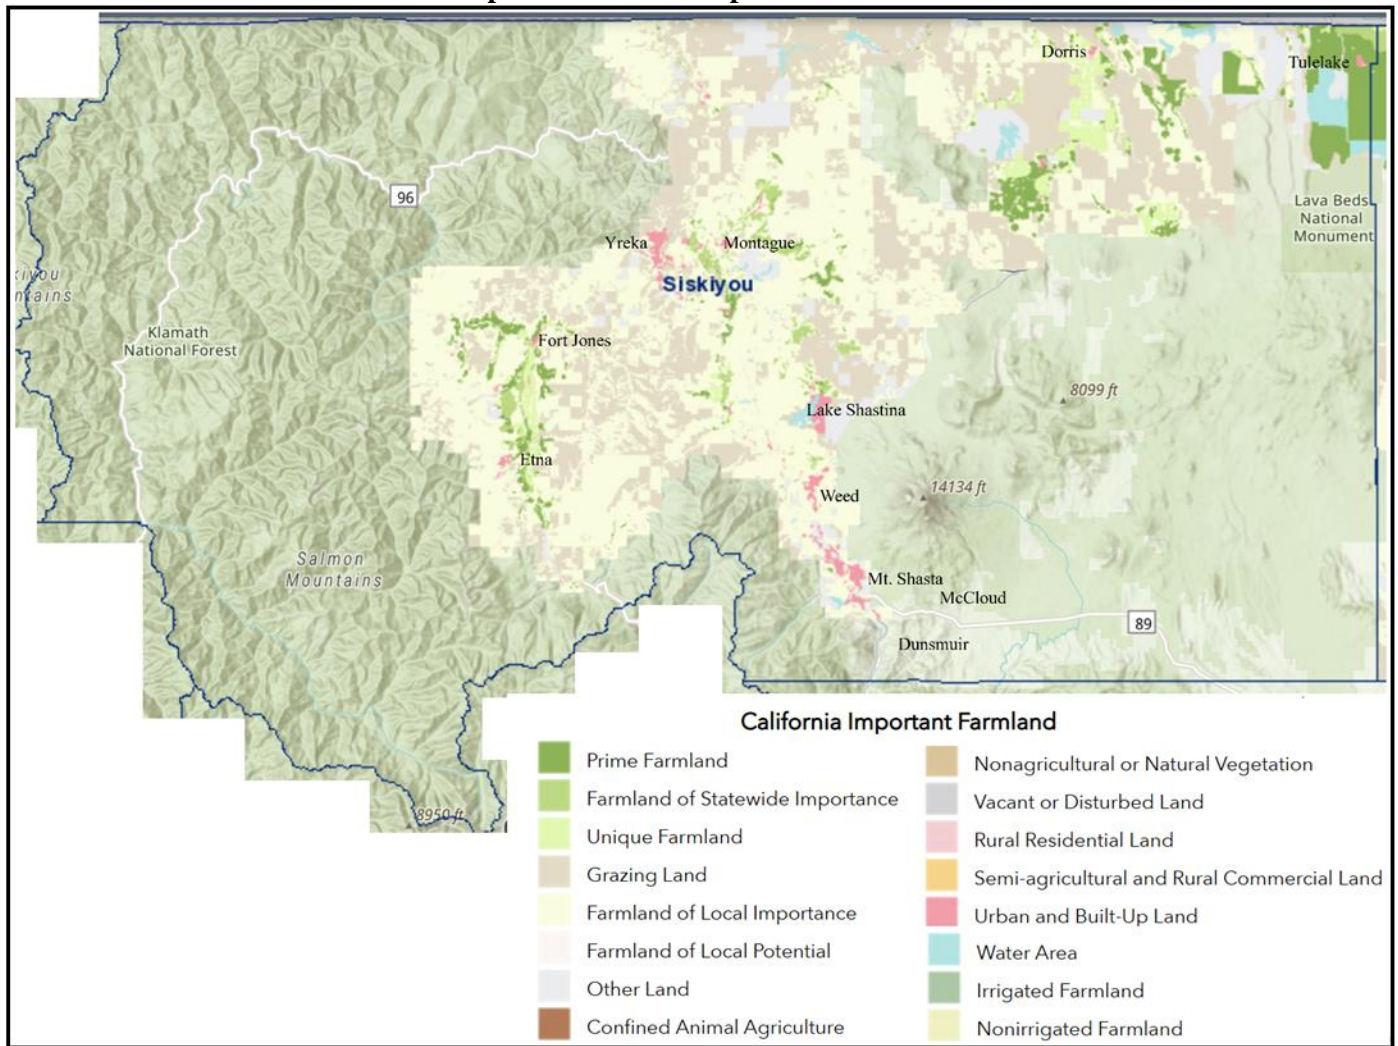 Dorris
Tulelake
96
Lava Beds
National
Monument
Yreka
Montague
Siskiyou
Klamath
National Forest
Fort Jones
8099 ft
Lake Shastina
Etna
14134 ft
Weed
Salmon
Mountains
Mt. Shasta
McCloud
89
Dunsmuir
8950 ft
California Important Farmland
Prime Farmland
Farmland of Statewide Importance
Unique Farmland
Grazing Land
Farmland of Local Importance
Farmland of Local Potential
Other Land
Confined Animal Agriculture
Nonagricultural or Natural Vegetation
Vacant or Disturbed Land
Rural Residential Land
Semi-agricultural and Rural Commercial Land
Urban and Built-Up Land
Water Area
Irrigated Farmland
Nonirrigated Farmland